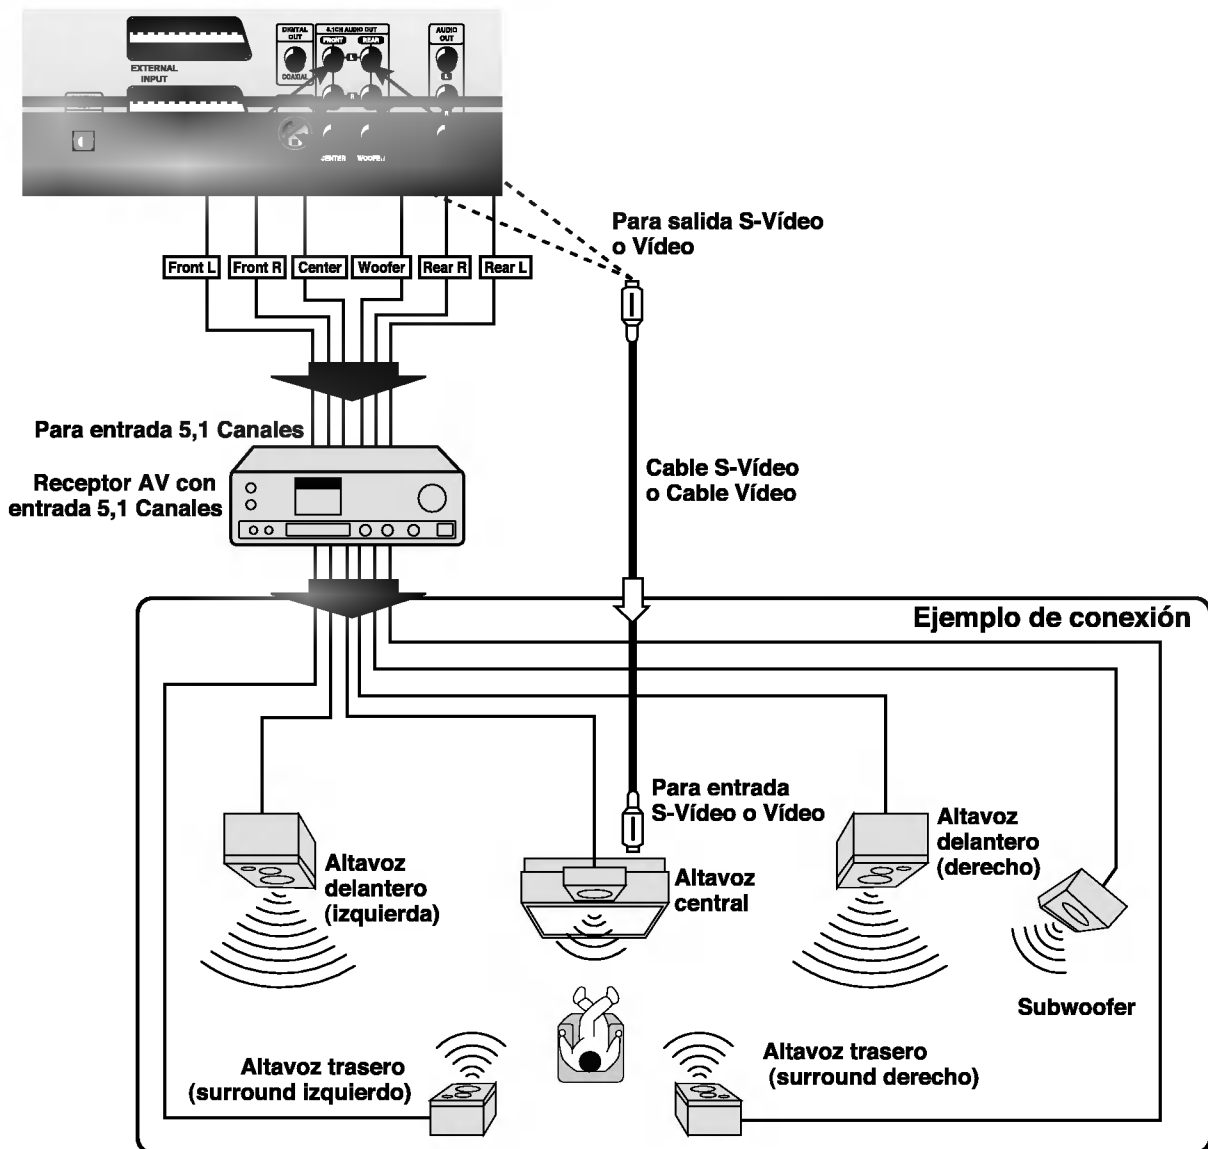 DIGITAL OUT
5.1CH AUDIO OUT
AUDIO OUT
FRONT
REAR
L
L
COAXIAL
EXTERNAL INPUT
R
R
CENTER
WOOFER
Para salida S-Vídeo
o Vídeo
Front L
Front R
Center
Woofer
Rear R
Rear L
Para entrada 5,1 Canales
Receptor AV con
entrada 5,1 Canales
Cable S-Vídeo
o Cable Vídeo
Ejemplo de conexión
Para entrada
S-Vídeo o Vídeo
Altavoz
delantero
(izquierda)
Altavoz
central
Altavoz
delantero
(derecho)
Subwoofer
Altavoz trasero
(surround izquierdo)
Altavoz trasero
(surround derecho)